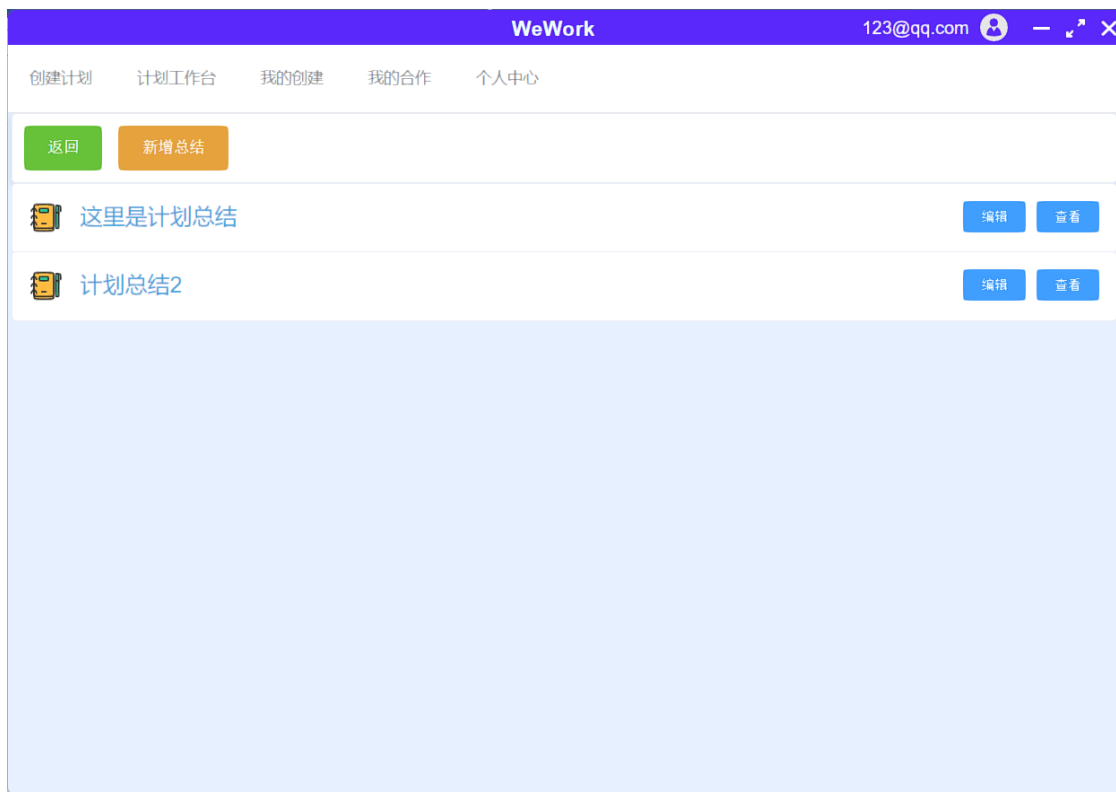 WeWork 123@qq.com
创建计划 计划工作台 我的创建 我的合作 个人中心
返回 新增总结
这里是计划总结 编辑 查看
计划总结2 编辑 查看